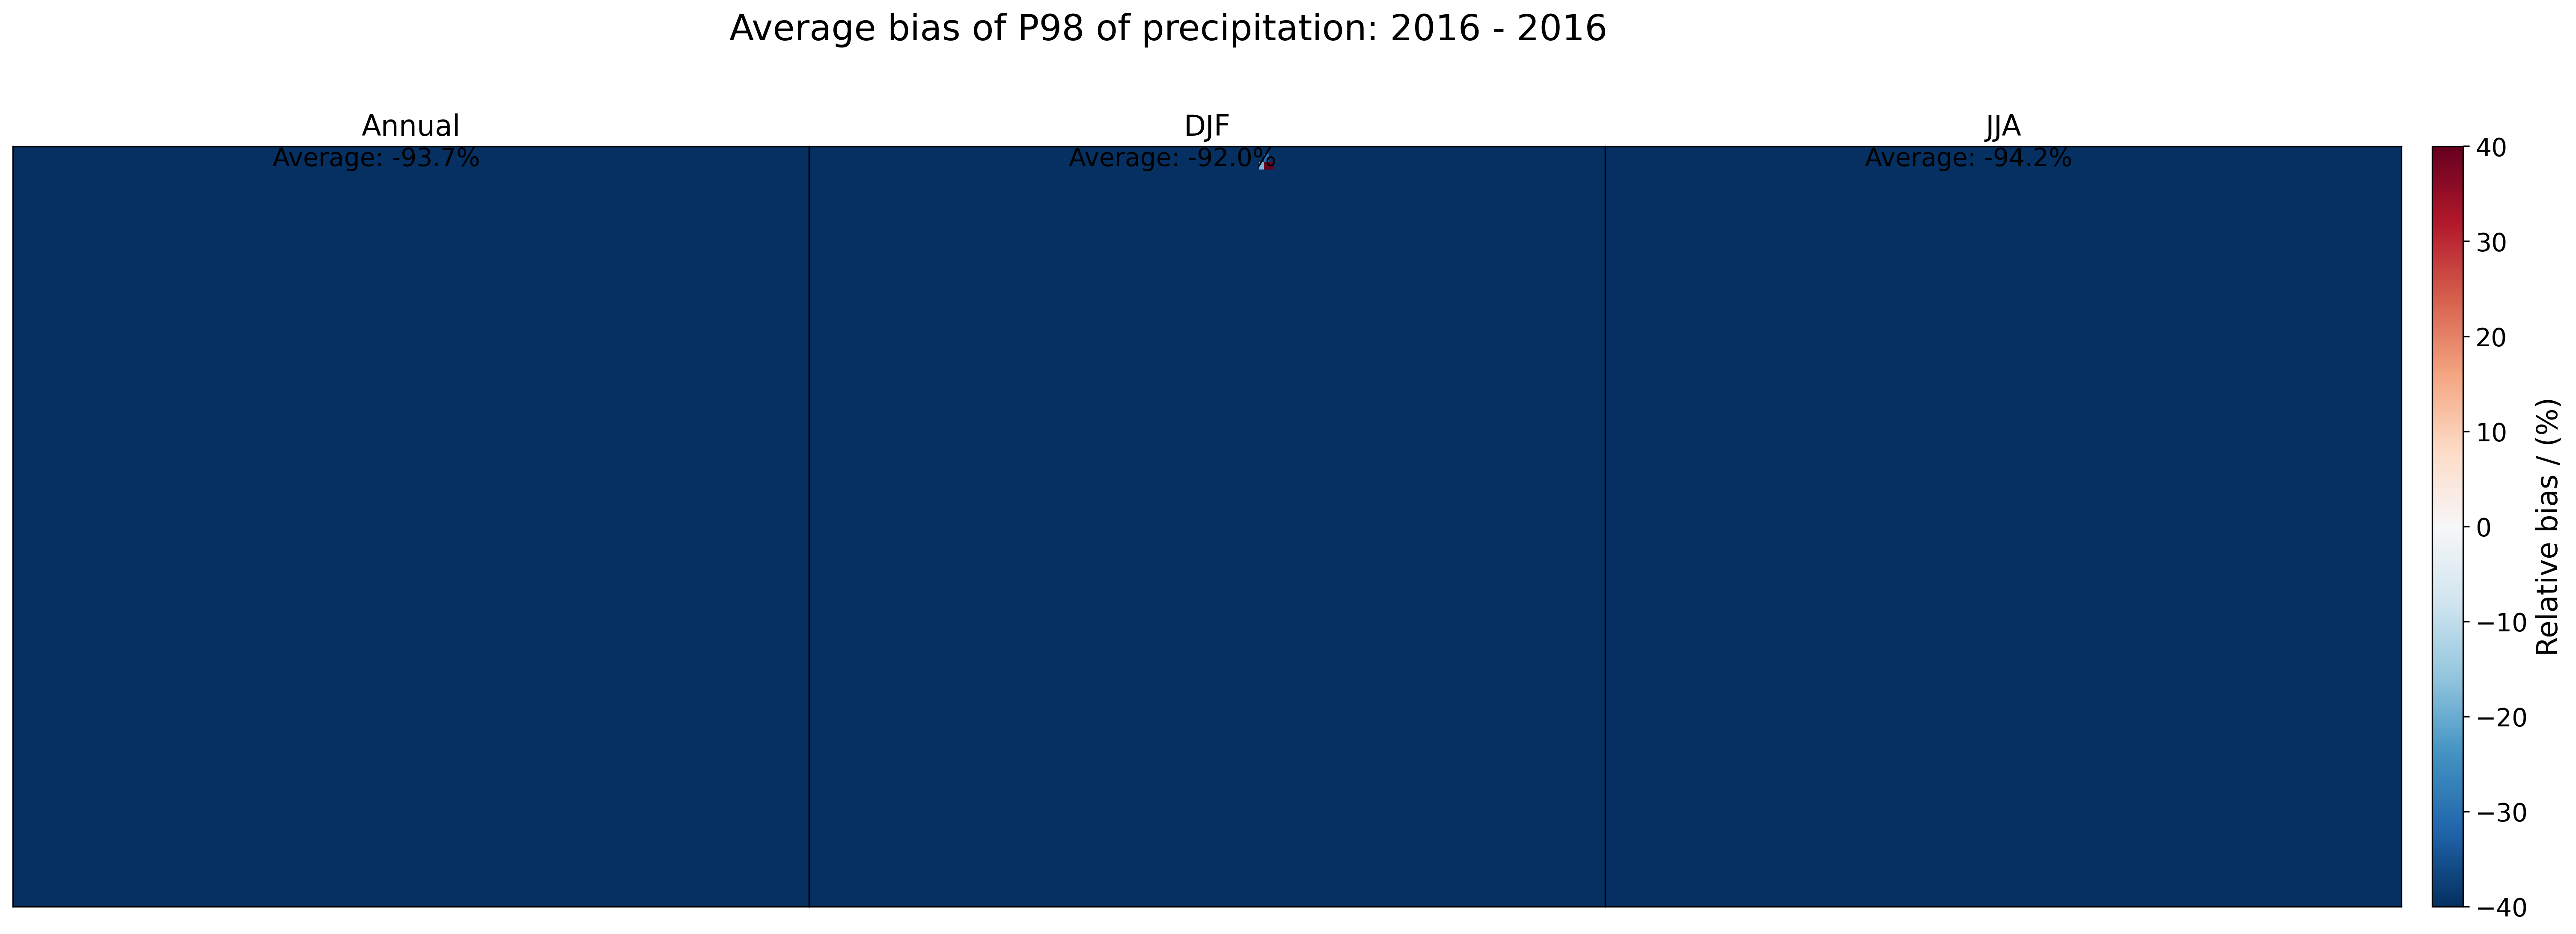 Average bias of P98 of precipitation: 2016 - 2016
Annual
DJF
JJA
Average: -93.7%
Average: -92.0%
Average: -94.2%
40
30
20
10
0
−10
−20
−30
−40
Relative bias / (%)